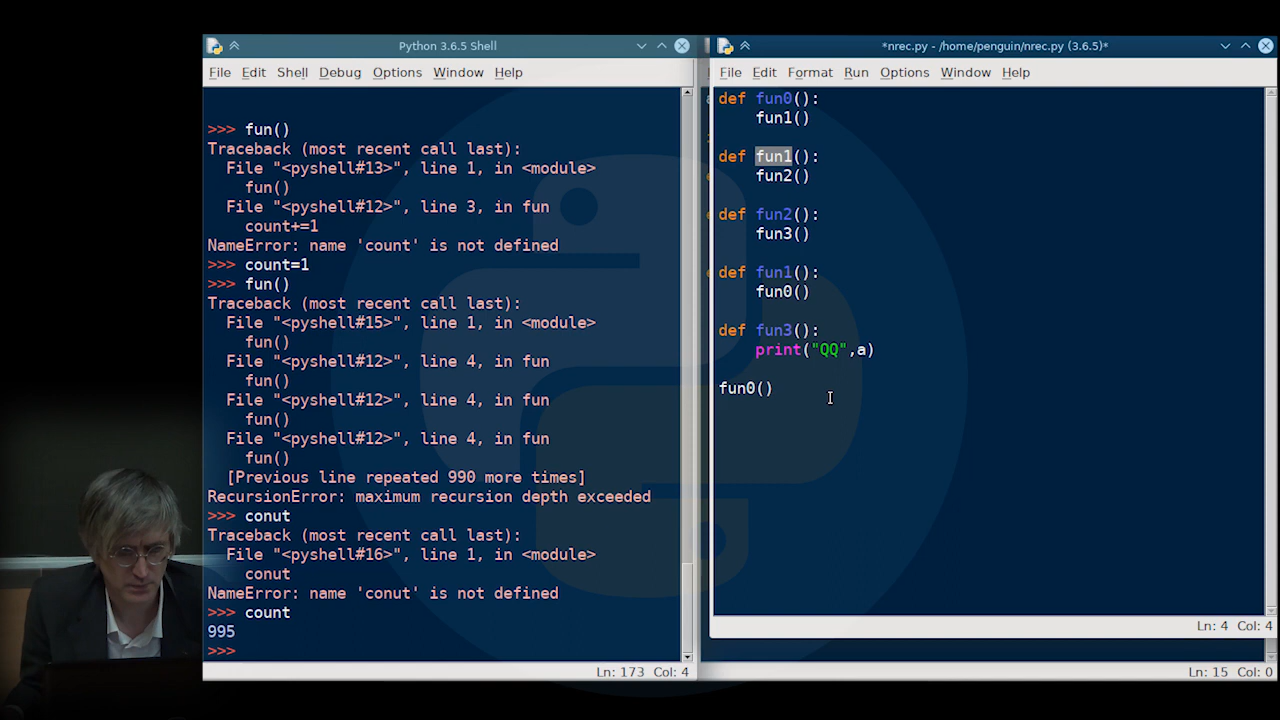 Python 3.6.5 Shell
File Edit Shell Debug Options Window Help
>>> fun()
Traceback (most recent call last):
  File "<pyshell#13>", line 1, in <module>
    fun()
  File "<pyshell#12>", line 3, in fun
    count+=1
NameError: name 'count' is not defined
>>> count=1
>>> fun()
Traceback (most recent call last):
  File "<pyshell#15>", line 1, in <module>
    fun()
  File "<pyshell#12>", line 4, in fun
    fun()
  File "<pyshell#12>", line 4, in fun
    fun()
  File "<pyshell#12>", line 4, in fun
    fun()
  [Previous line repeated 990 more times]
RecursionError: maximum recursion depth exceeded
>>> conut
Traceback (most recent call last):
  File "<pyshell#16>", line 1, in <module>
    conut
NameError: name 'conut' is not defined
>>> count
995
>>>
Ln: 173 Col: 4
*nrec.py - /home/penguin/nrec.py (3.6.5)*
File Edit Format Run Options Window Help
def fun0():
    fun1()
def fun1():
    fun2()
def fun2():
    fun3()
def fun1():
    fun0()
def fun3():
    print("QQ",a)
fun0()
Ln: 4 Col: 4
Ln: 15 Col: 0